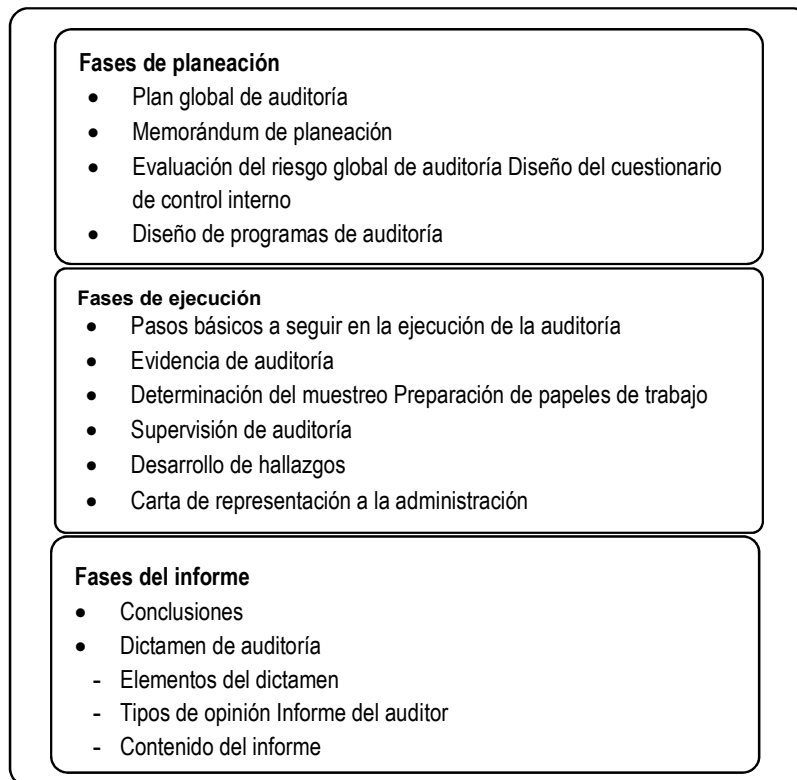 Fases de planeación
• Plan global de auditoría
• Memorándum de planeación
• Evaluación del riesgo global de auditoría Diseño del cuestionario
de control interno
• Diseño de programas de auditoría
Fases de ejecución
• Pasos básicos a seguir en la ejecución de la auditoría
• Evidencia de auditoría
• Determinación del muestreo Preparación de papeles de trabajo
• Supervisión de auditoría
• Desarrollo de hallazgos
• Carta de representación a la administración
Fases del informe
• Conclusiones
• Dictamen de auditoría
- Elementos del dictamen
- Tipos de opinión Informe del auditor
- Contenido del informe